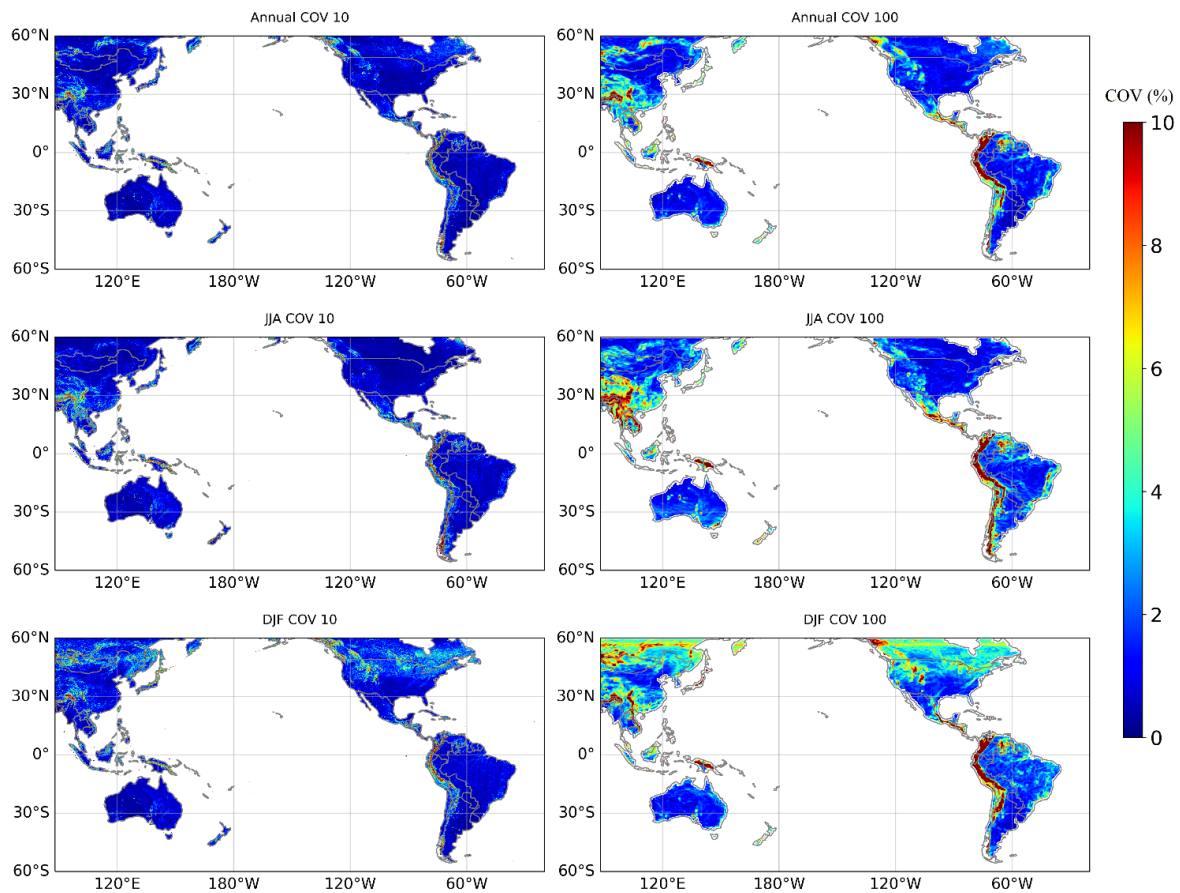 Annual COV 10
Annual COV 100
60°N
30°N
0°
30°S
60°S
120°E
180°W
120°W
60°W
60°N
30°N
0°
30°S
60°S
120°E
180°W
120°W
60°W
COV (%)
10
8
6
4
2
0
JJA COV 10
JJA COV 100
60°N
30°N
0°
30°S
60°S
120°E
180°W
120°W
60°W
60°N
30°N
0°
30°S
60°S
120°E
180°W
120°W
60°W
DJF COV 10
DJF COV 100
60°N
30°N
0°
30°S
60°S
120°E
180°W
120°W
60°W
60°N
30°N
0°
30°S
60°S
120°E
180°W
120°W
60°W